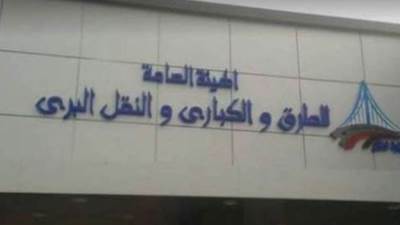 الهيئة العامة
للطرق و الكبارى و النقل البرى